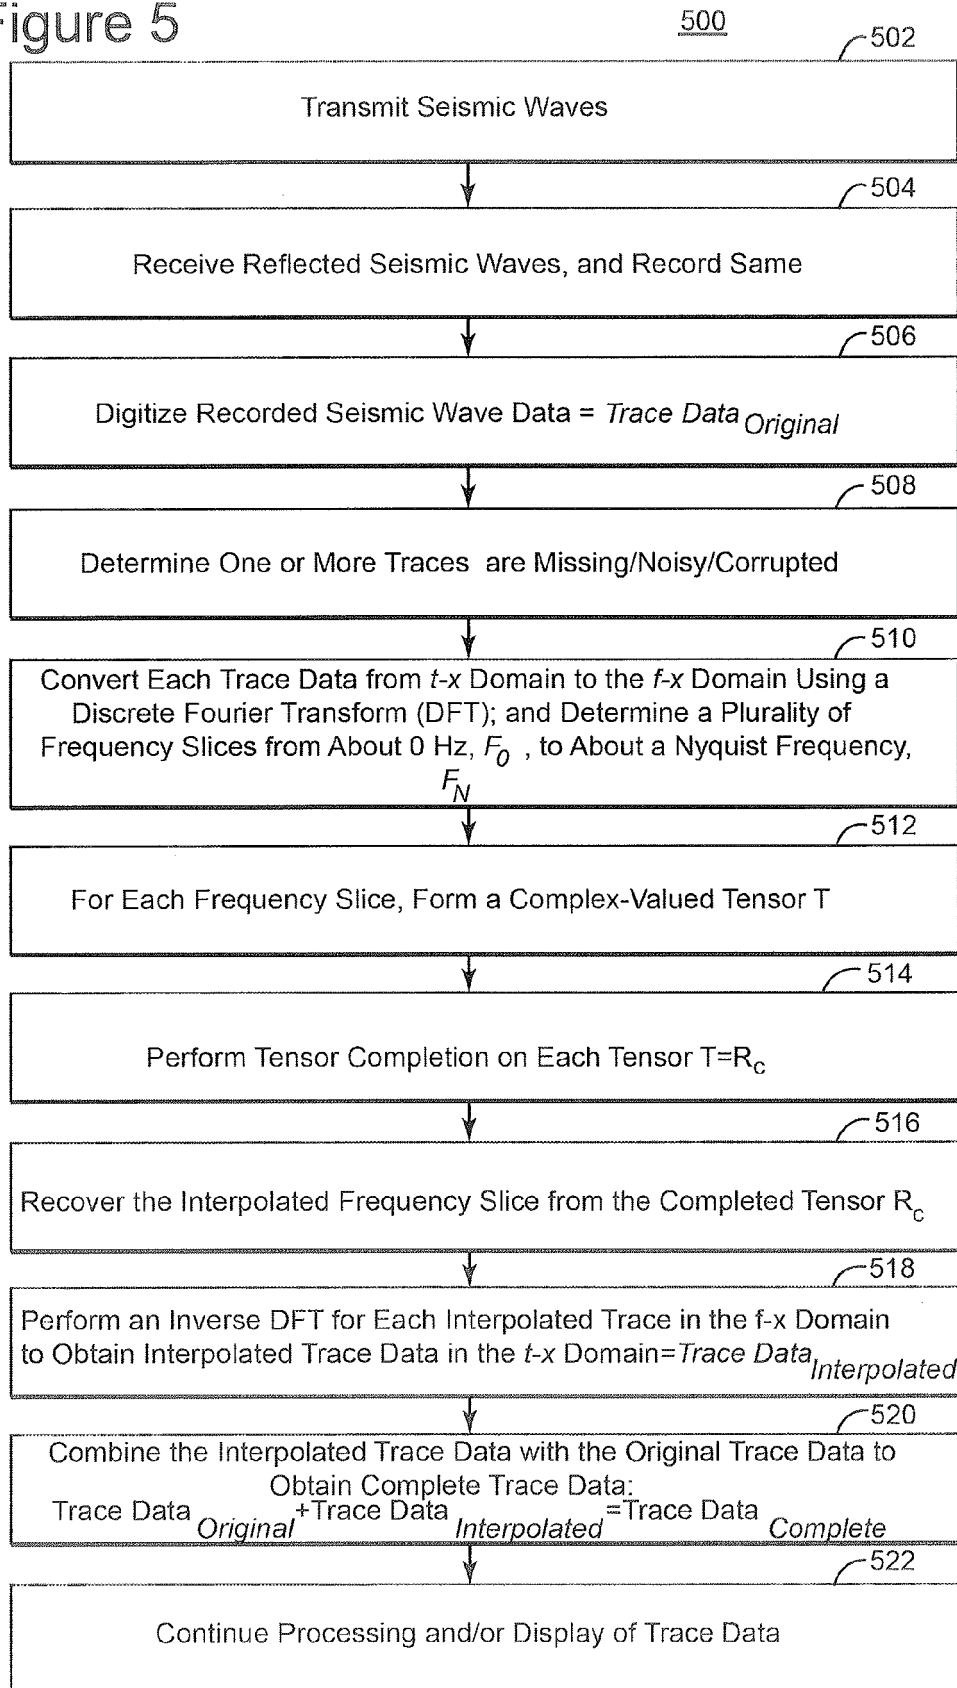 Figure 5
500
502
Transmit Seismic Waves
504
Receive Reflected Seismic Waves, and Record Same
506
Digitize Recorded Seismic Wave Data = Trace Data Original
508
Determine One or More Traces are Missing/Noisy/Corrupted
510
Convert Each Trace Data from t-x Domain to the f-x Domain Using a
Discrete Fourier Transform (DFT); and Determine a Plurality of
Frequency Slices from About 0 Hz, F0 , to About a Nyquist Frequency,
FN
512
For Each Frequency Slice, Form a Complex-Valued Tensor T
514
Perform Tensor Completion on Each Tensor T=Rc
516
Recover the Interpolated Frequency Slice from the Completed Tensor Rc
518
Perform an Inverse DFT for Each Interpolated Trace in the f-x Domain
to Obtain Interpolated Trace Data in the t-x Domain=Trace Data Interpolated
520
Combine the Interpolated Trace Data with the Original Trace Data to
Obtain Complete Trace Data:
Trace Data Original+Trace Data Interpolated=Trace Data Complete
522
Continue Processing and/or Display of Trace Data